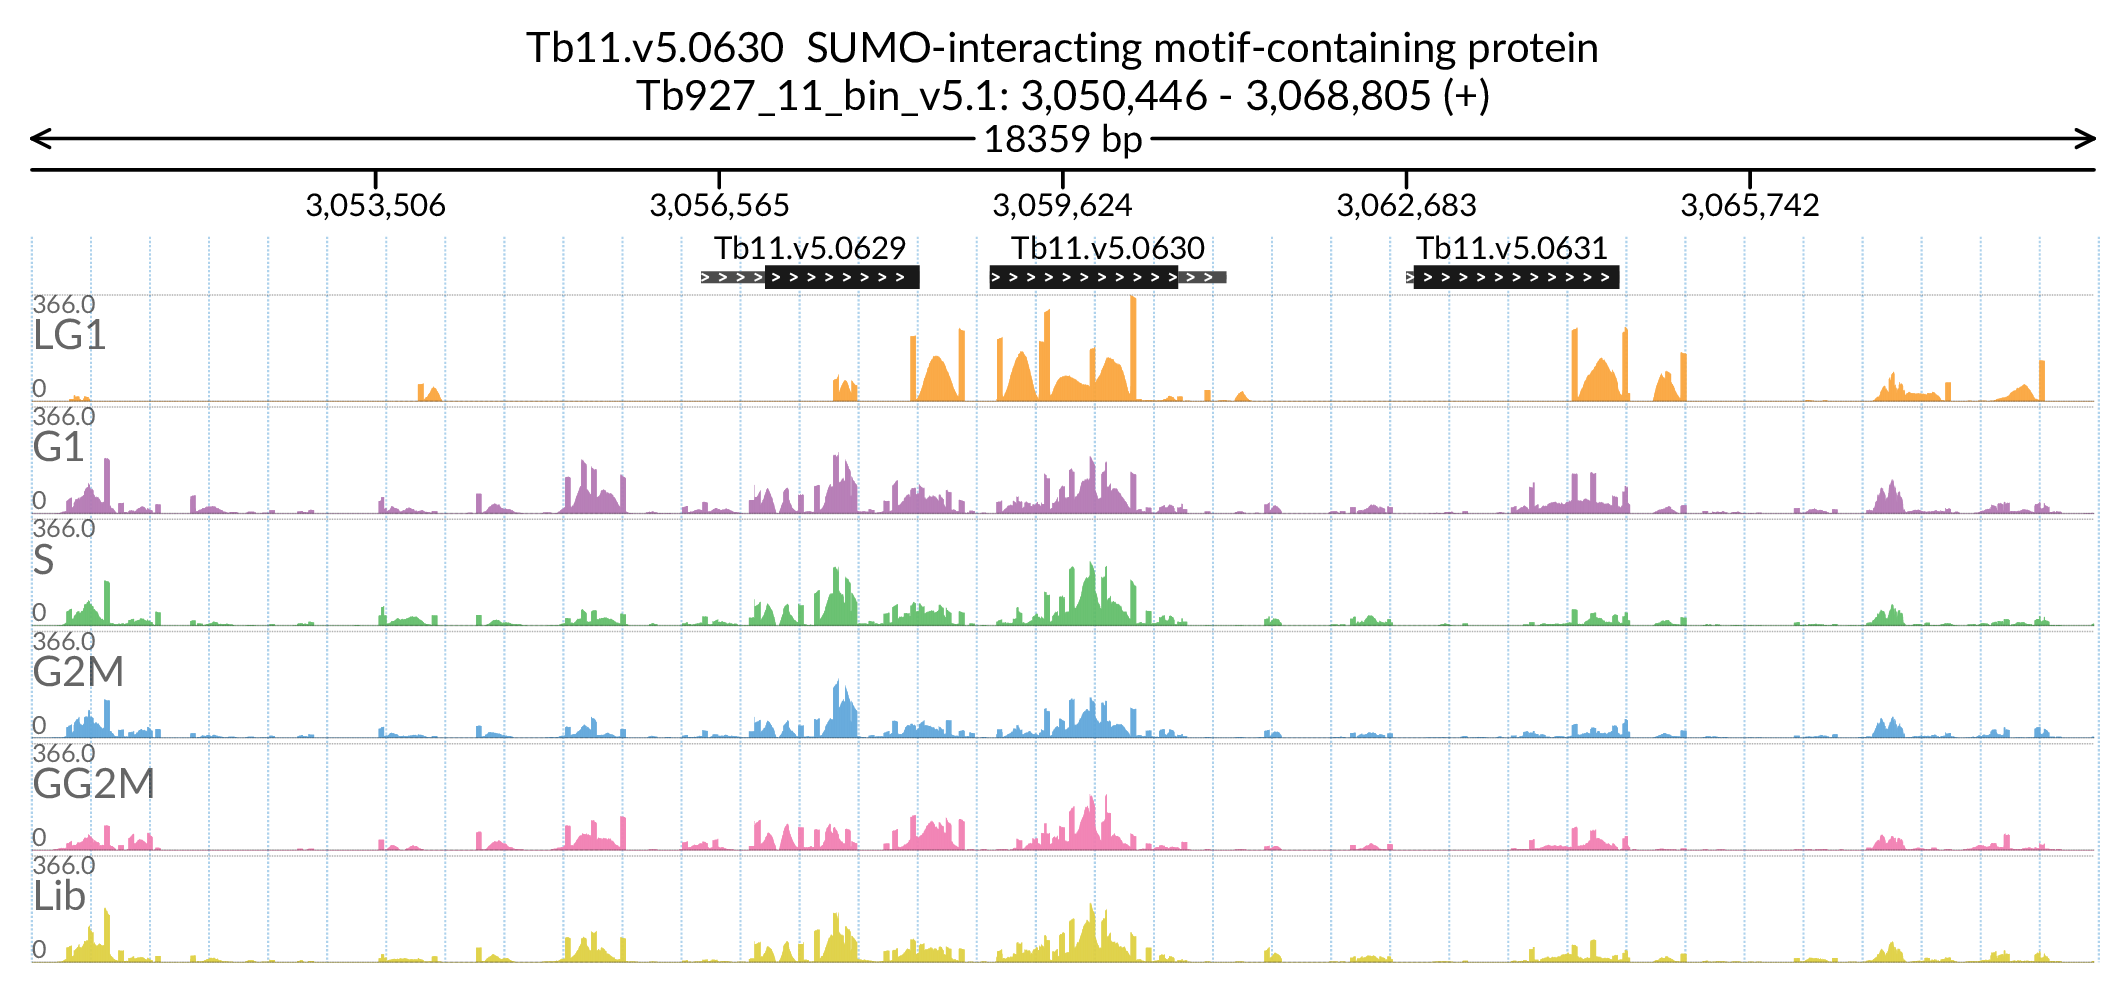 Tb11.v5.0630  SUMO-interacting motif-containing protein
Tb927_11_bin_v5.1: 3,050,446 - 3,068,805 (+)
18359 bp
3,053,506 3,056,565 3,059,624 3,062,683 3,065,742
Tb11.v5.0629 Tb11.v5.0630 Tb11.v5.0631
366.0
LG1
0
366.0
G1
0
366.0
S
0
366.0
G2M
0
366.0
GG2M
0
366.0
Lib
0